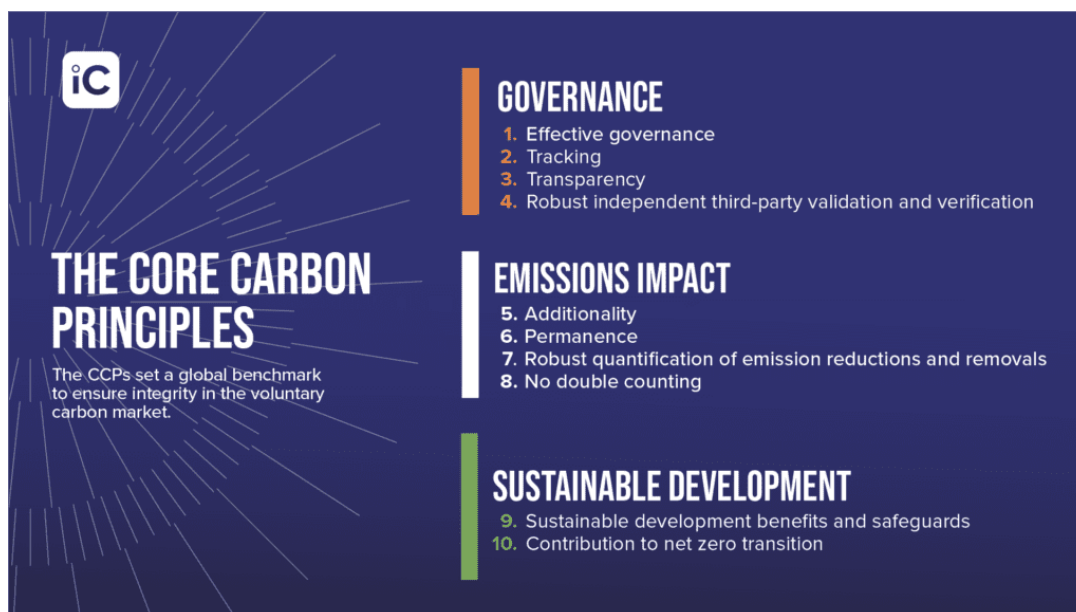 iC
THE CORE CARBON
PRINCIPLES
The CCPs set a global benchmark
to ensure integrity in the voluntary
carbon market.
GOVERNANCE
1. Effective governance
2. Tracking
3. Transparency
4. Robust independent third-party validation and verification
EMISSIONS IMPACT
5. Additionality
6. Permanence
7. Robust quantification of emission reductions and removals
8. No double counting
SUSTAINABLE DEVELOPMENT
9. Sustainable development benefits and safeguards
10. Contribution to net zero transition